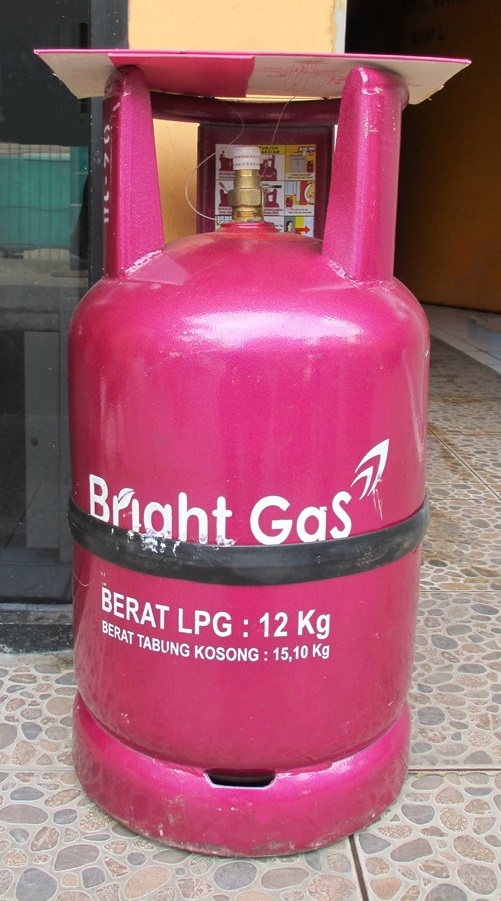 Bright Gas
BERAT LPG : 12 Kg
BERAT TABUNG KOSONG : 15,10 Kg